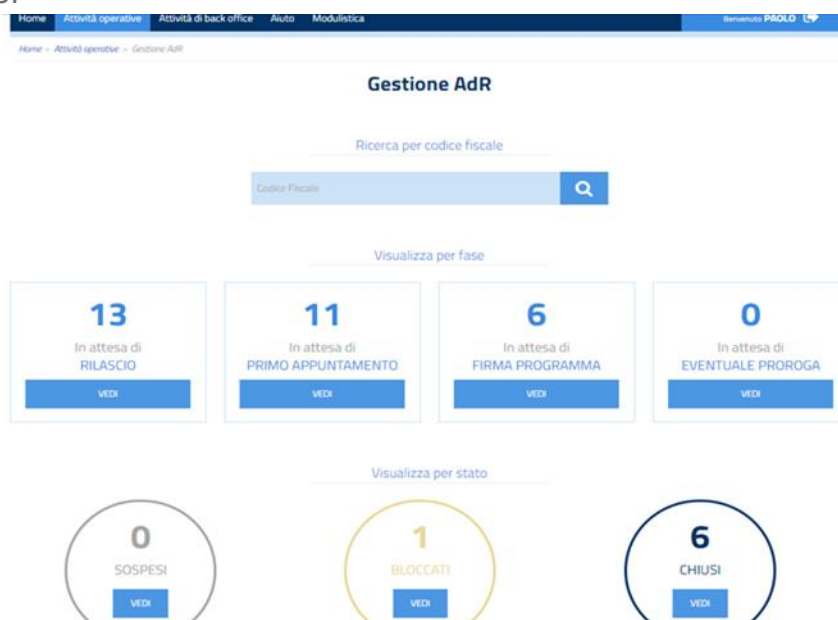 Home Attività operative Attività di back office Aiuto Modulistica Benvenuto PAOLO
Home > Attività operative > Gestione AdR
Gestione AdR
Ricerca per codice fiscale
Codice Fiscale
Visualizza per fase
13 11 6 0
In attesa di In attesa di In attesa di In attesa di
RILASCIO PRIMO APPUNTAMENTO FIRMA PROGRAMMA EVENTUALE PROROGA
VEDI VEDI VEDI VEDI
Visualizza per stato
0 1 6
SOSPESI BLOCCATI CHIUSI
VEDI VEDI VEDI